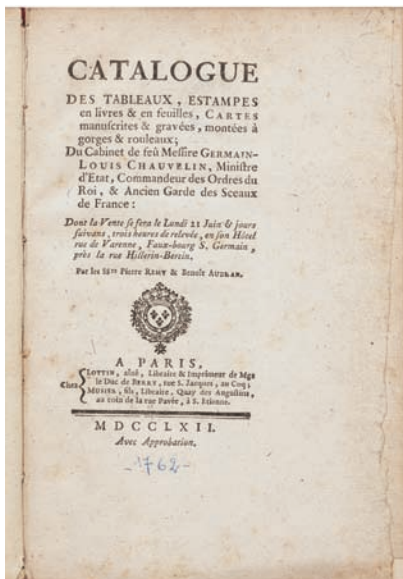 CATALOGUE
DES TABLEAUX, ESTAMPES
en livres & en feuilles, CARTES
manuscrites & gravées, montées à
gorges & rouleaux;
Du Cabinet de feû Messire GERMAIN-
LOUIS CHAUVELIN, Ministre
d'Etat, Commandeur des Ordres du
Roi, & Ancien Garde des Sceaux
de France:
Dont la Vente se fera le Lundi 21 Juin & jours
suivans, trois heures de relevée, en son Hôtel
rue de Varenne, Faux-bourg S. Germain,
près la rue Hillerin-Bertin.
Par les Srs Pierre REMY & Benoît AUDRAN.
A PARIS,
Chez
LOTTIN, aîné, Libraire & Imprimeur de Mgr
le Duc de BERRY, rue S. Jacques, au Coq;
MUSIER, fils, Libraire, Quay des Augustins,
au coin de la rue Pavée, à S. Etienne.
MDCCLXII.
Avec Approbation.
-1762-